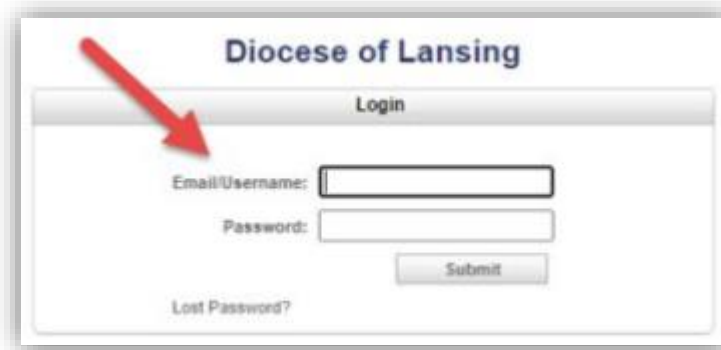 Diocese of Lansing
Login
Email/Username:
Password:
Submit
Lost Password?